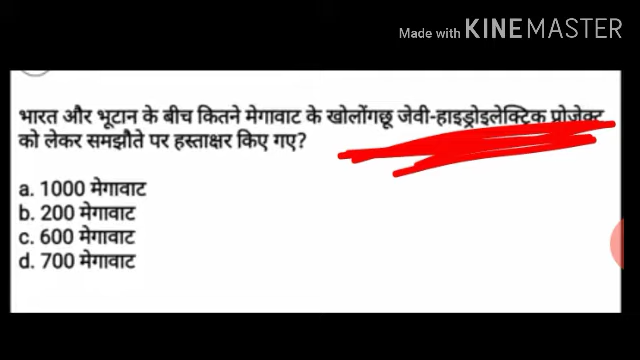 Made with KINEMASTER
भारत और भूटान के बीच कितने मेगावाट के खोलोंगछू जेवी-हाइड्रोइलेक्ट्रिक प्रोजेक्ट
को लेकर समझौते पर हस्ताक्षर किए गए?
a. 1000 मेगावाट
b. 200 मेगावाट
c. 600 मेगावाट
d. 700 मेगावाट